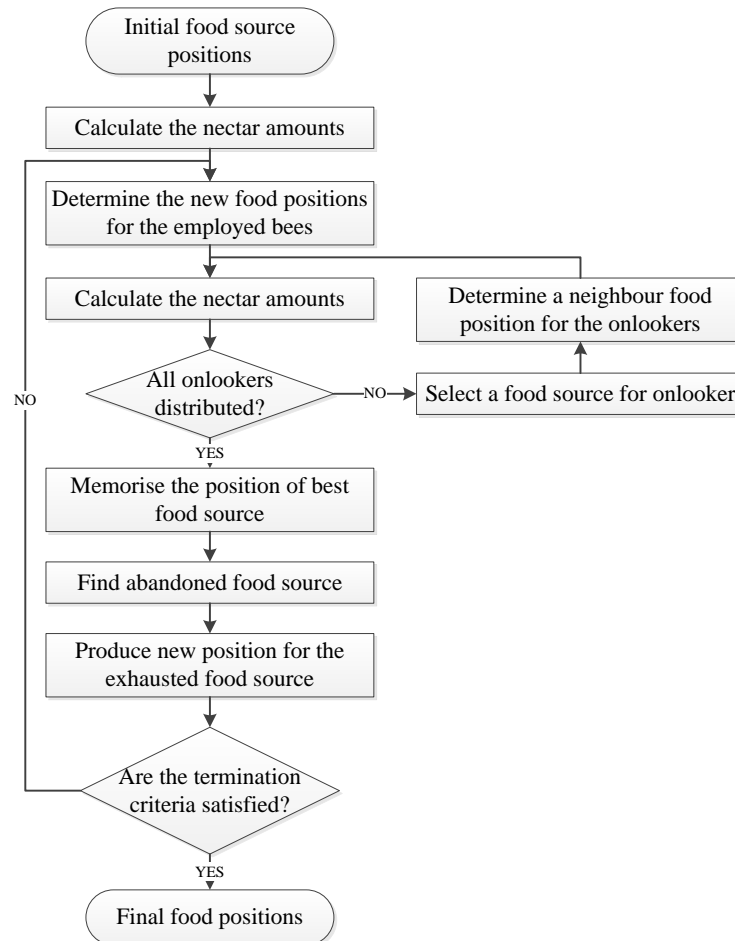 Initial food source
positions
Calculate the nectar amounts
Determine the new food positions
for the employed bees
Calculate the nectar amounts
Determine a neighbour food
position for the onlookers
All onlookers
distributed?
NO
NO
Select a food source for onlooker
YES
Memorise the position of best
food source
Find abandoned food source
Produce new position for the
exhausted food source
Are the termination
criteria satisfied?
YES
Final food positions